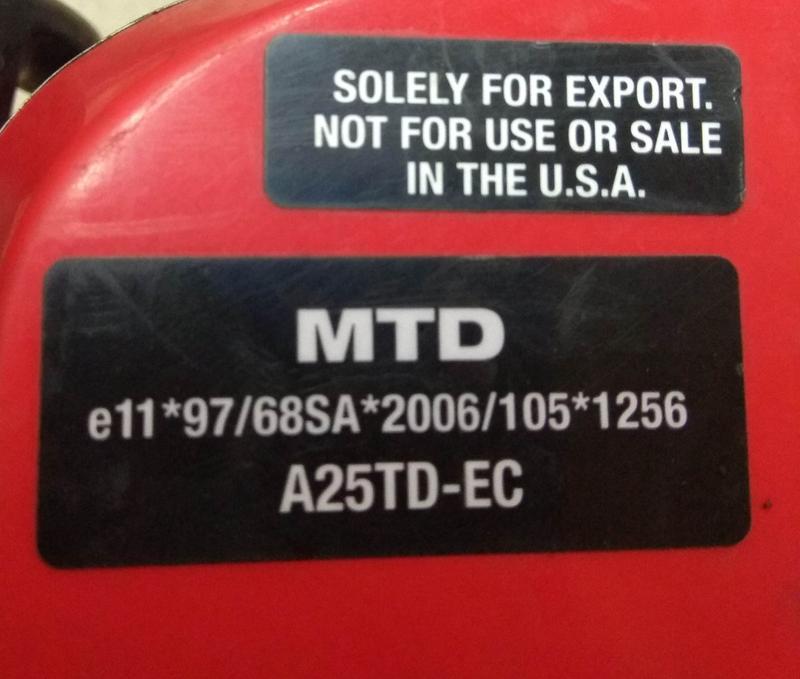 SOLELY FOR EXPORT.
NOT FOR USE OR SALE
IN THE U.S.A.
MTD
e11*97/68SA*2006/105*1256
A25TD-EC